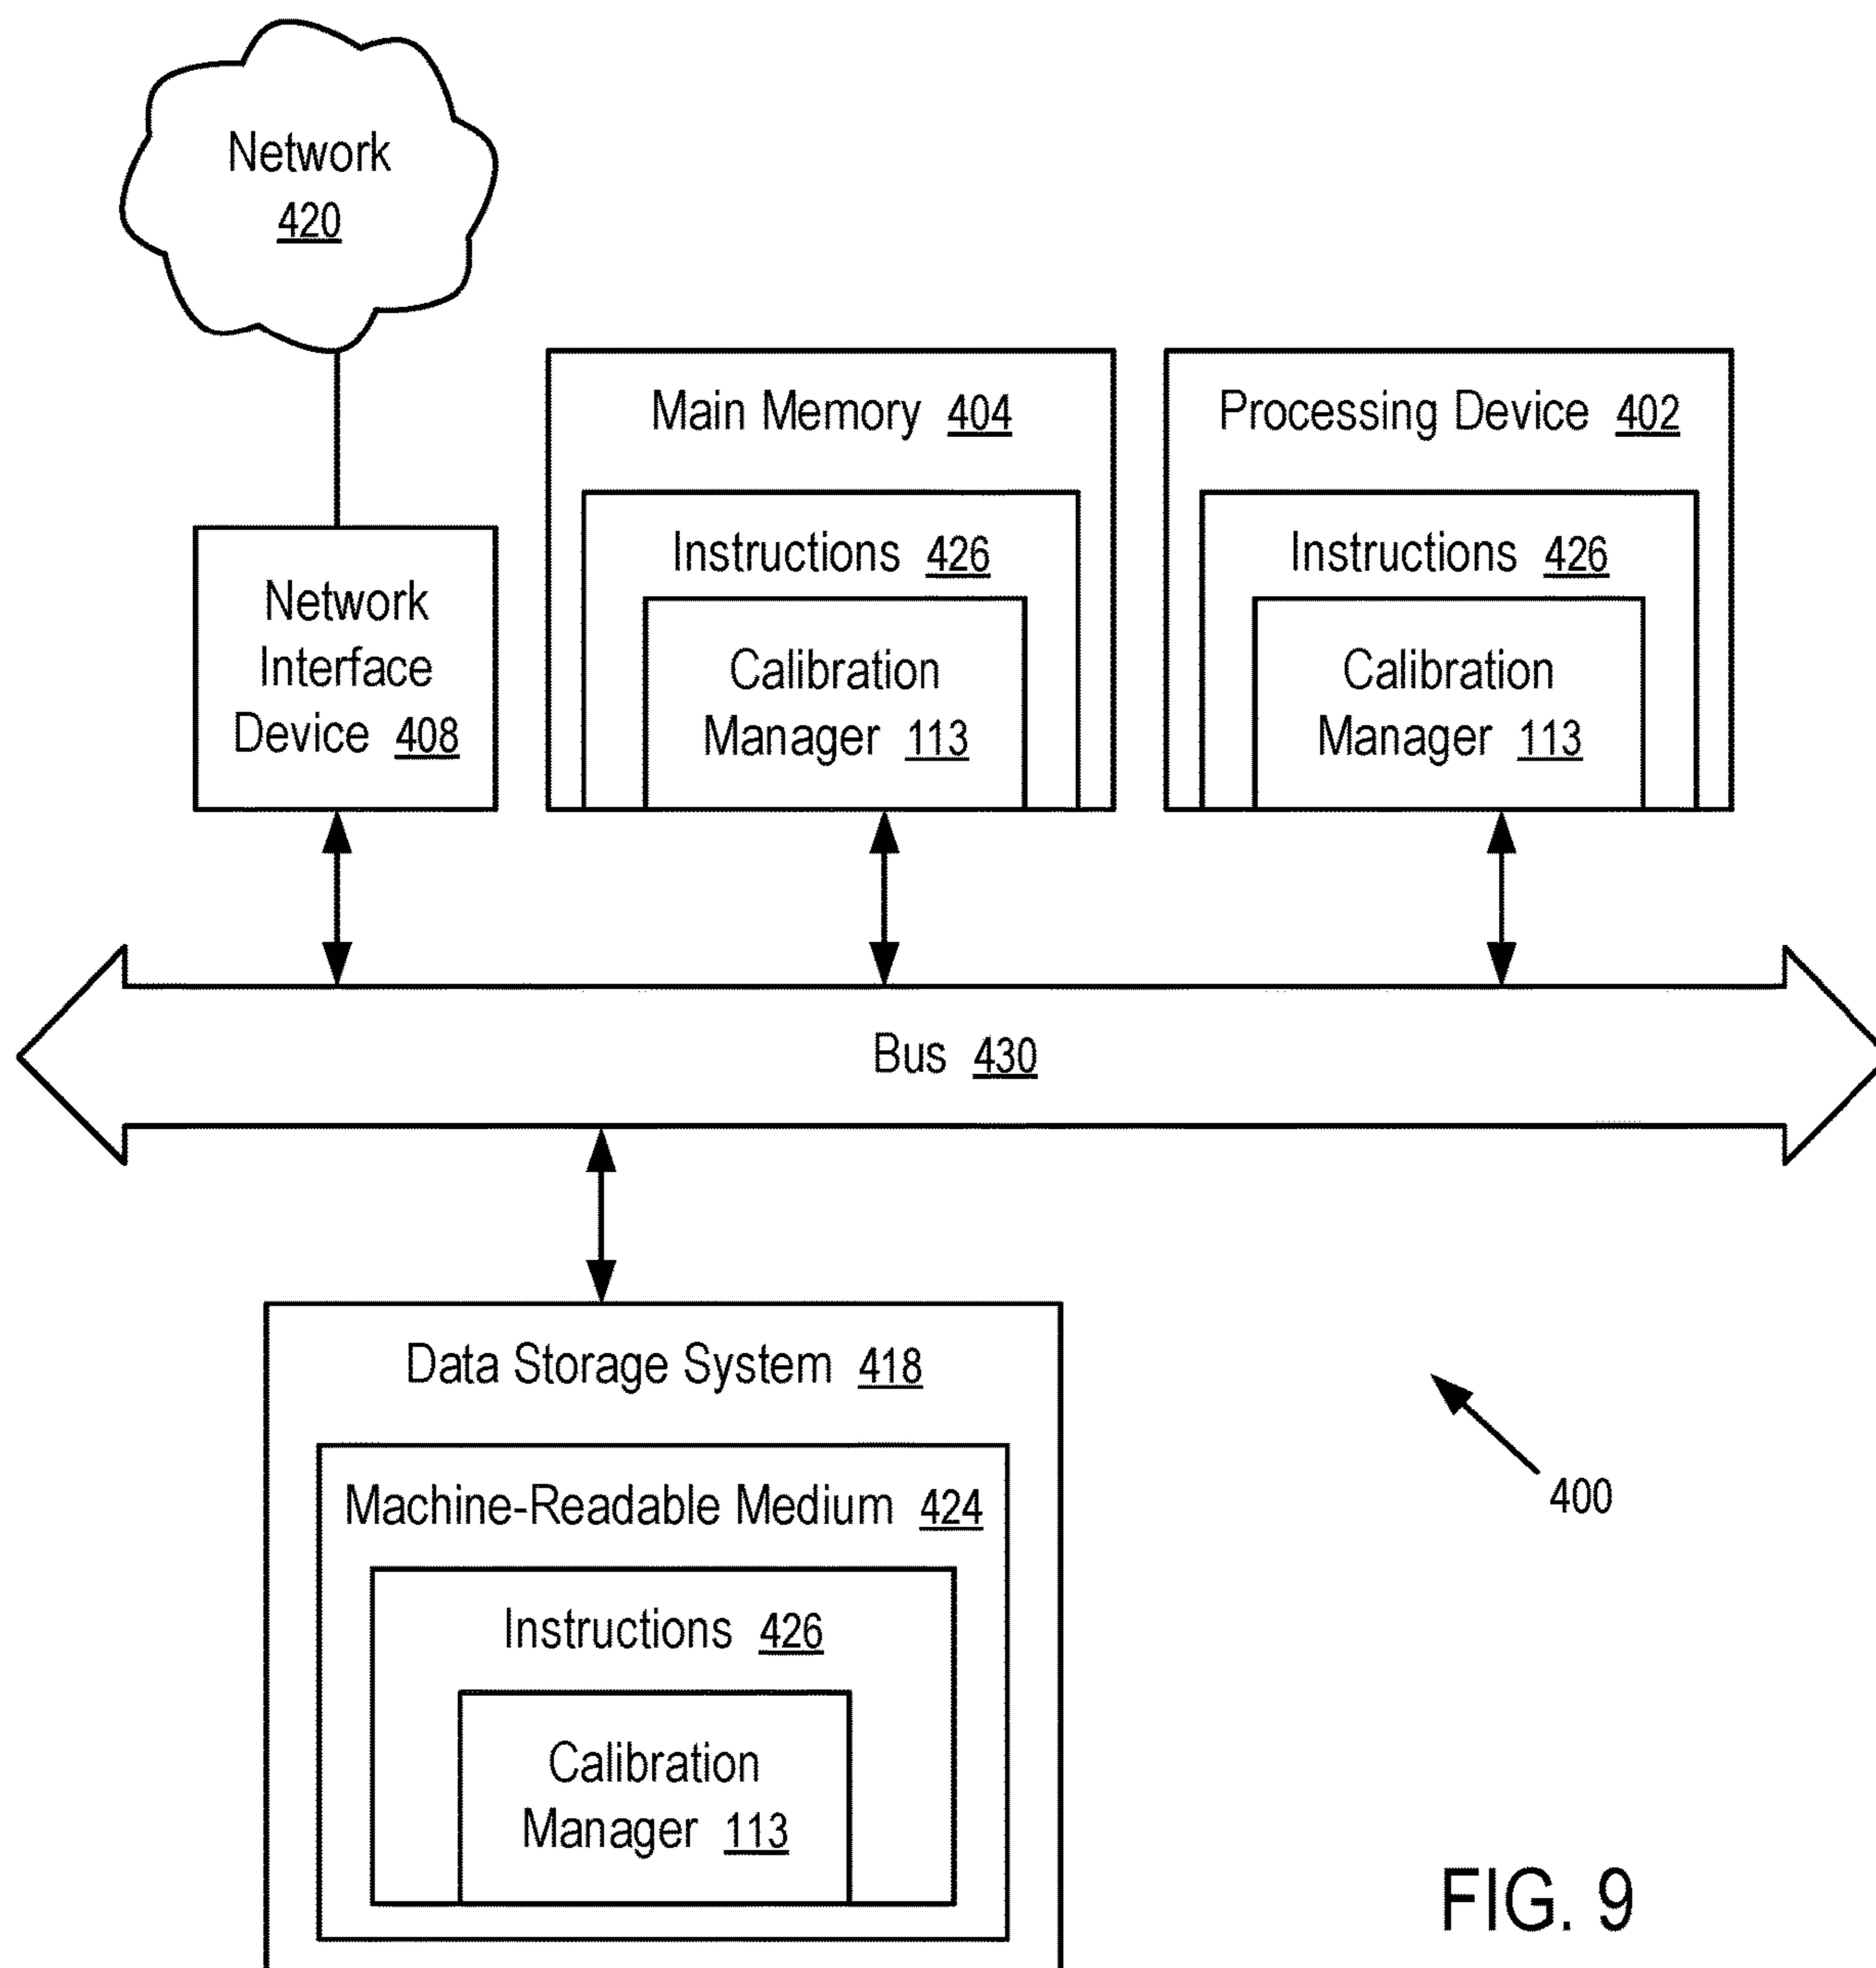 Network
420
Main Memory 404
Processing Device 402
Instructions 426
Instructions 426
Network
Interface
Device 408
Calibration
Manager 113
Calibration
Manager 113
Bus 430
Data Storage System 418
Machine-Readable Medium 424
400
Instructions 426
Calibration
Manager 113
FIG. 9